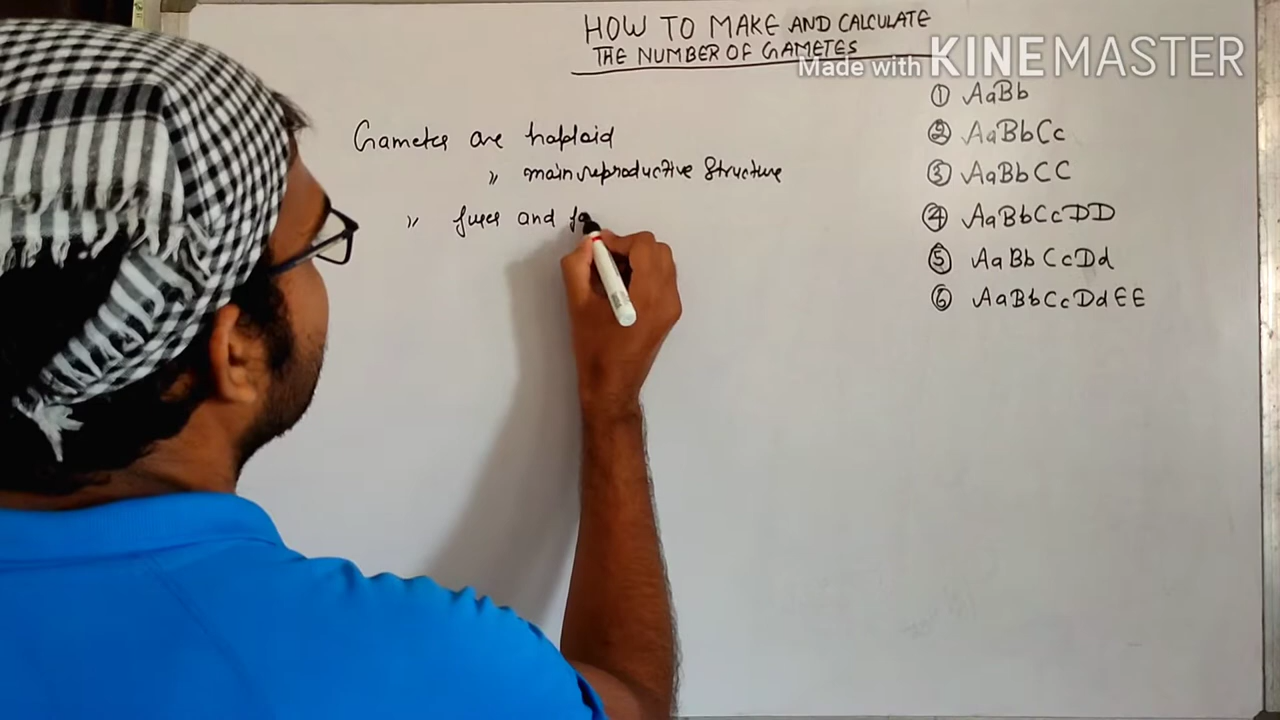 HOW TO MAKE AND CALCULATE
THE NUMBER OF GAMETES
Made with KINEMASTER
Gametes are haploid
" main reproductive Structure
" fuses and fo
① AaBb
② AaBbCc
③ AaBbCC
④ AaBbCcDD
⑤ AaBbCcDd
⑥ AaBbCcDdEE